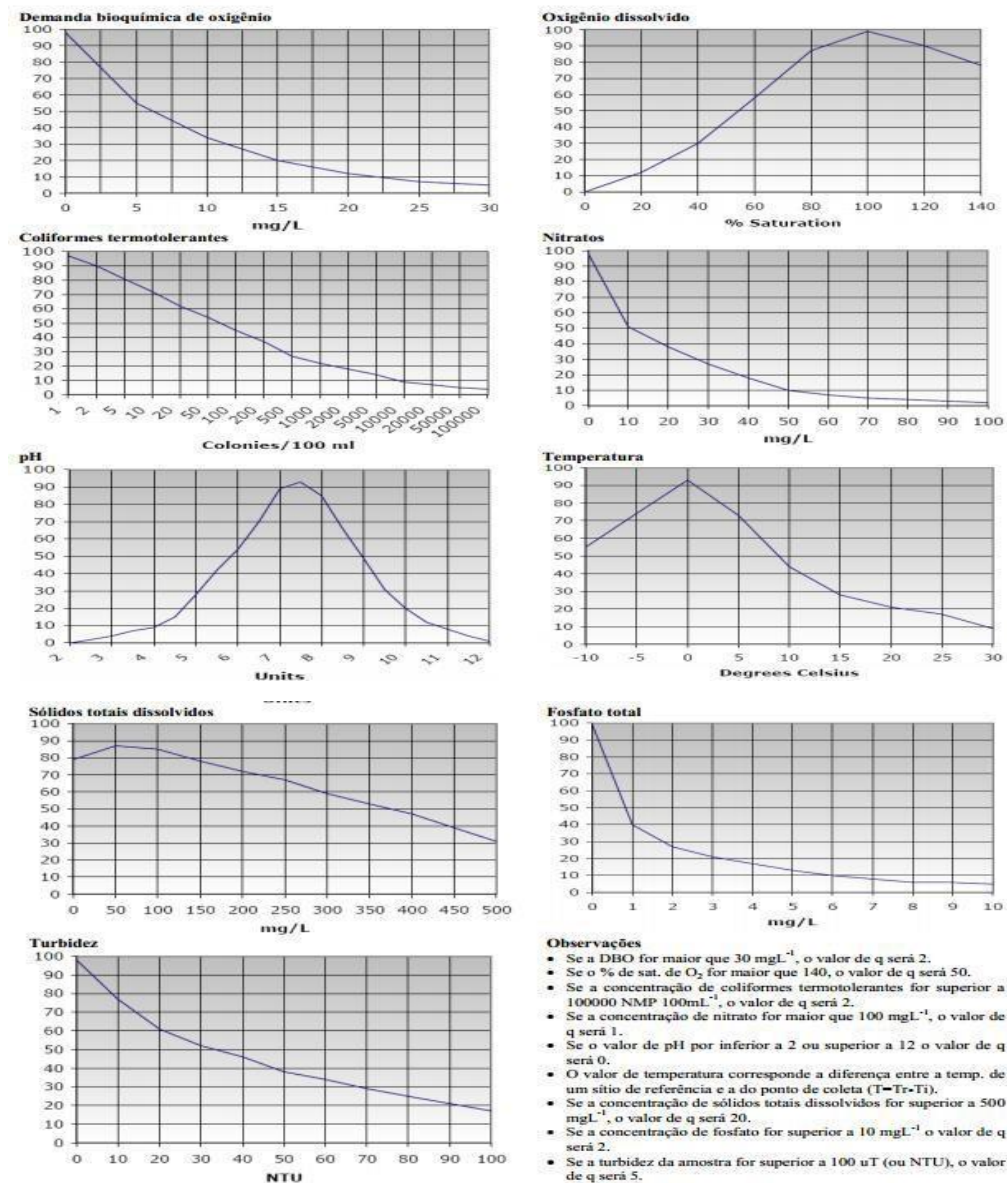 Demanda bioquímica de oxigênio
100
90
80
70
60
50
40
30
20
10
0
0 5 10 15 20 25 30
mg/L
Oxigênio dissolvido
100
90
80
70
60
50
40
30
20
10
0
0 20 40 60 80 100 120 140
% Saturation
Coliformes termotolerantes
100
90
80
70
60
50
40
30
20
10
0
1 2 5 10 20 50 100 200 500 1000 2000 5000 10000 20000 50000 100000
Colonies/100 ml
Nitratos
100
90
80
70
60
50
40
30
20
10
0
0 10 20 30 40 50 60 70 80 90 100
mg/L
pH
100
90
80
70
60
50
40
30
20
10
0
2 3 4 5 6 7 8 9 10 11 12
Units
Temperatura
100
90
80
70
60
50
40
30
20
10
0
-10 -5 0 5 10 15 20 25 30
Degrees Celsius
Sólidos totais dissolvidos
100
90
80
70
60
50
40
30
20
10
0
0 50 100 150 200 250 300 350 400 450 500
mg/L
Fosfato total
100
90
80
70
60
50
40
30
20
10
0
0 1 2 3 4 5 6 7 8 9 10
mg/L
Turbidez
100
90
80
70
60
50
40
30
20
10
0
0 10 20 30 40 50 60 70 80 90 100
NTU
Observações
• Se a DBO for maior que 30 mgL⁻¹, o valor de q será 2.
• Se o % de sat. de O₂ for maior que 140, o valor de q será 50.
• Se a concentração de coliformes termotolerantes for superior a
100000 NMP 100mL⁻¹, o valor de q será 2.
• Se a concentração de nitrato for maior que 100 mgL⁻¹, o valor de
q será 1.
• Se o valor de pH por inferior a 2 ou superior a 12 o valor de q
será 0.
• O valor de temperatura corresponde a diferença entre a temp. de
um sítio de referência e a do ponto de coleta (T=Tr-Ti).
• Se a concentração de sólidos totais dissolvidos for superior a 500
mgL⁻¹, o valor de q será 20.
• Se a concentração de fosfato for superior a 10 mgL⁻¹ o valor de q
será 2.
• Se a turbidez da amostra for superior a 100 uT (ou NTU), o valor
de q será 5.